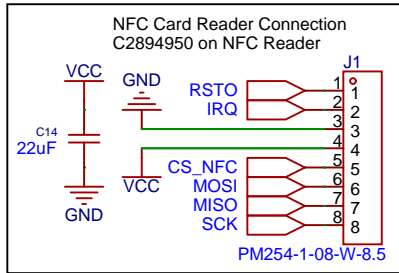 NFC Card Reader Connection
C2894950 on NFC Reader
J1
VCC
GND
C14
22uF
GND
VCC
RSTO
IRQ
CS_NFC
MOSI
MISO
SCK
1 1
2 2
3 3
4 4
5 5
6 6
7 7
8 8
PM254-1-08-W-8.5